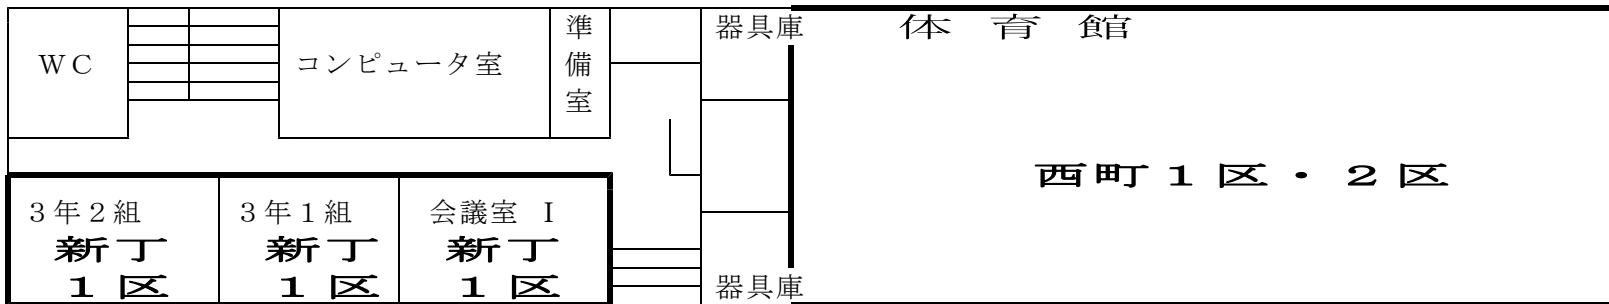 WC
コンピュータ室
準備室
器具庫
体育館
西町1区・2区
3年2組
新丁
1区
3年1組
新丁
1区
会議室 I
新丁
1区
器具庫